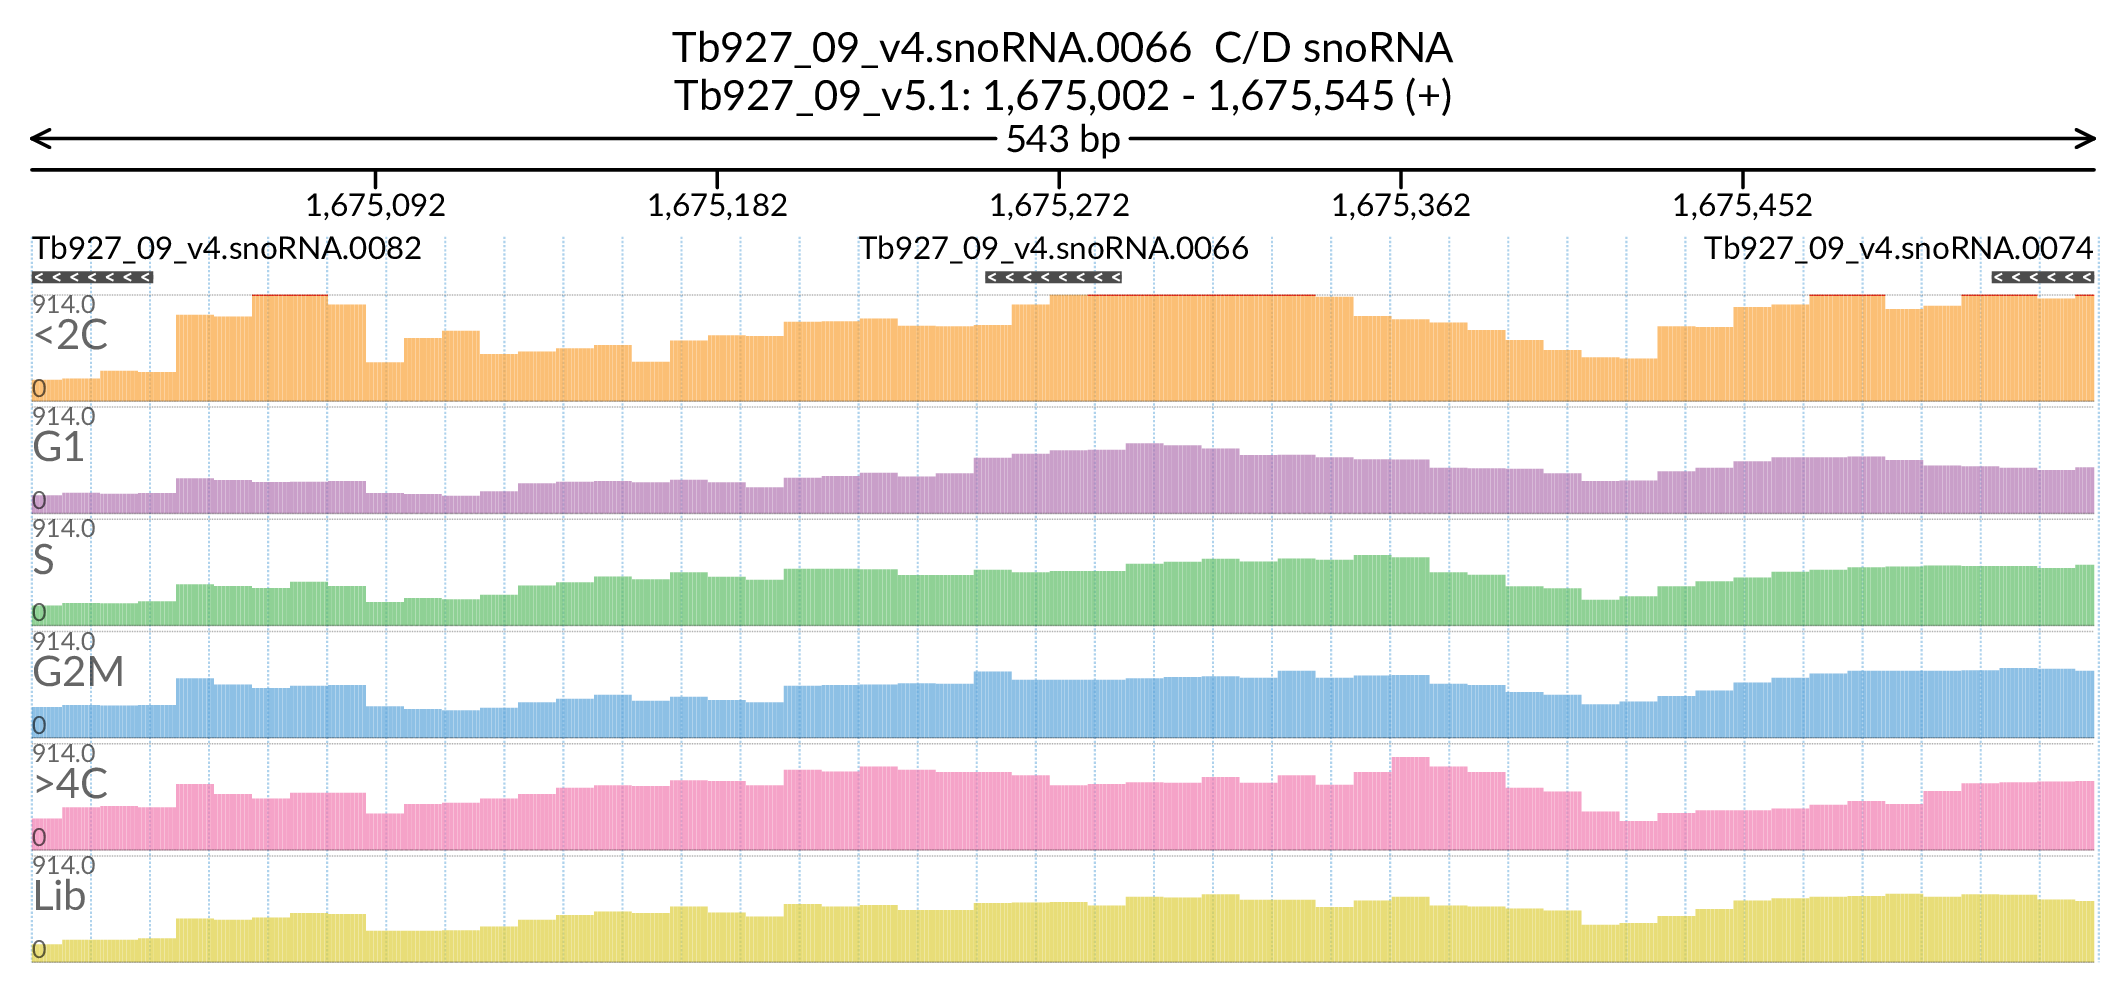 Tb927_09_v4.snoRNA.0066  C/D snoRNA
Tb927_09_v5.1: 1,675,002 - 1,675,545 (+)
543 bp
1,675,092 1,675,182 1,675,272 1,675,362 1,675,452
Tb927_09_v4.snoRNA.0082 Tb927_09_v4.snoRNA.0066 Tb927_09_v4.snoRNA.0074
914.0
<2C
0
914.0
G1
0
914.0
S
0
914.0
G2M
0
914.0
>4C
0
914.0
Lib
0